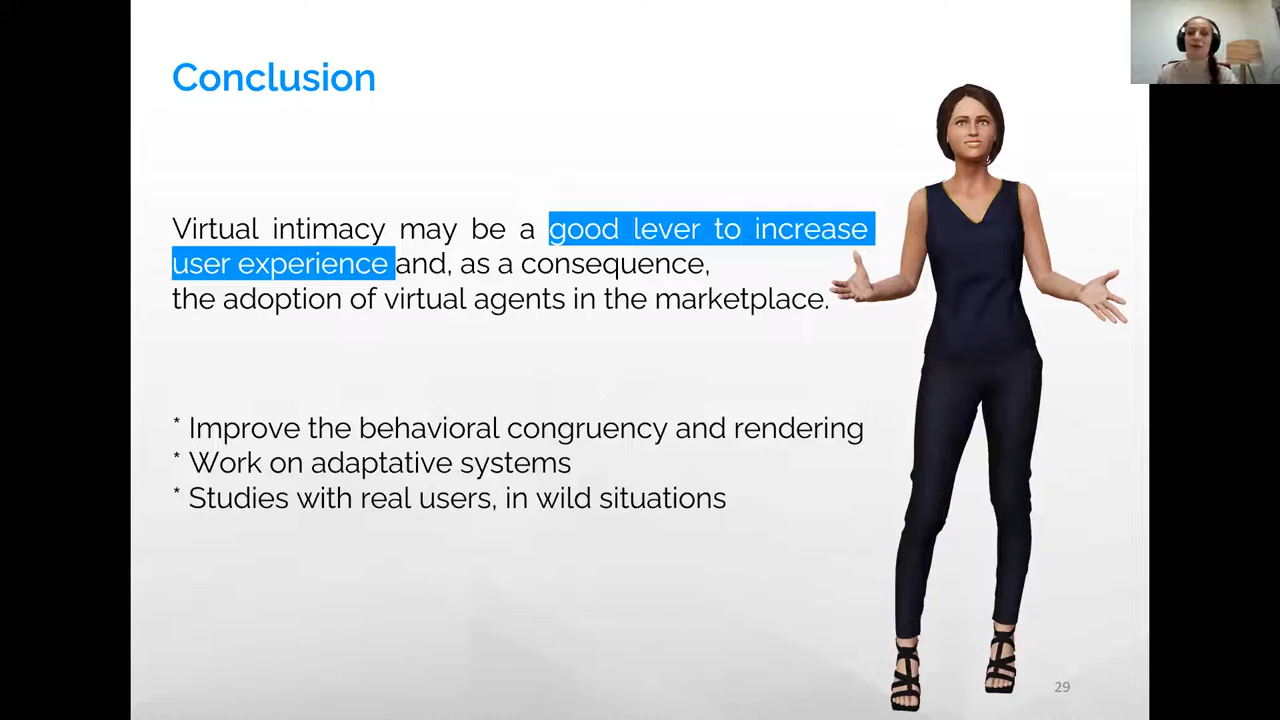 Conclusion
Virtual intimacy may be a good lever to increase
user experience and, as a consequence,
the adoption of virtual agents in the marketplace.
* Improve the behavioral congruency and rendering
* Work on adaptative systems
* Studies with real users, in wild situations
29